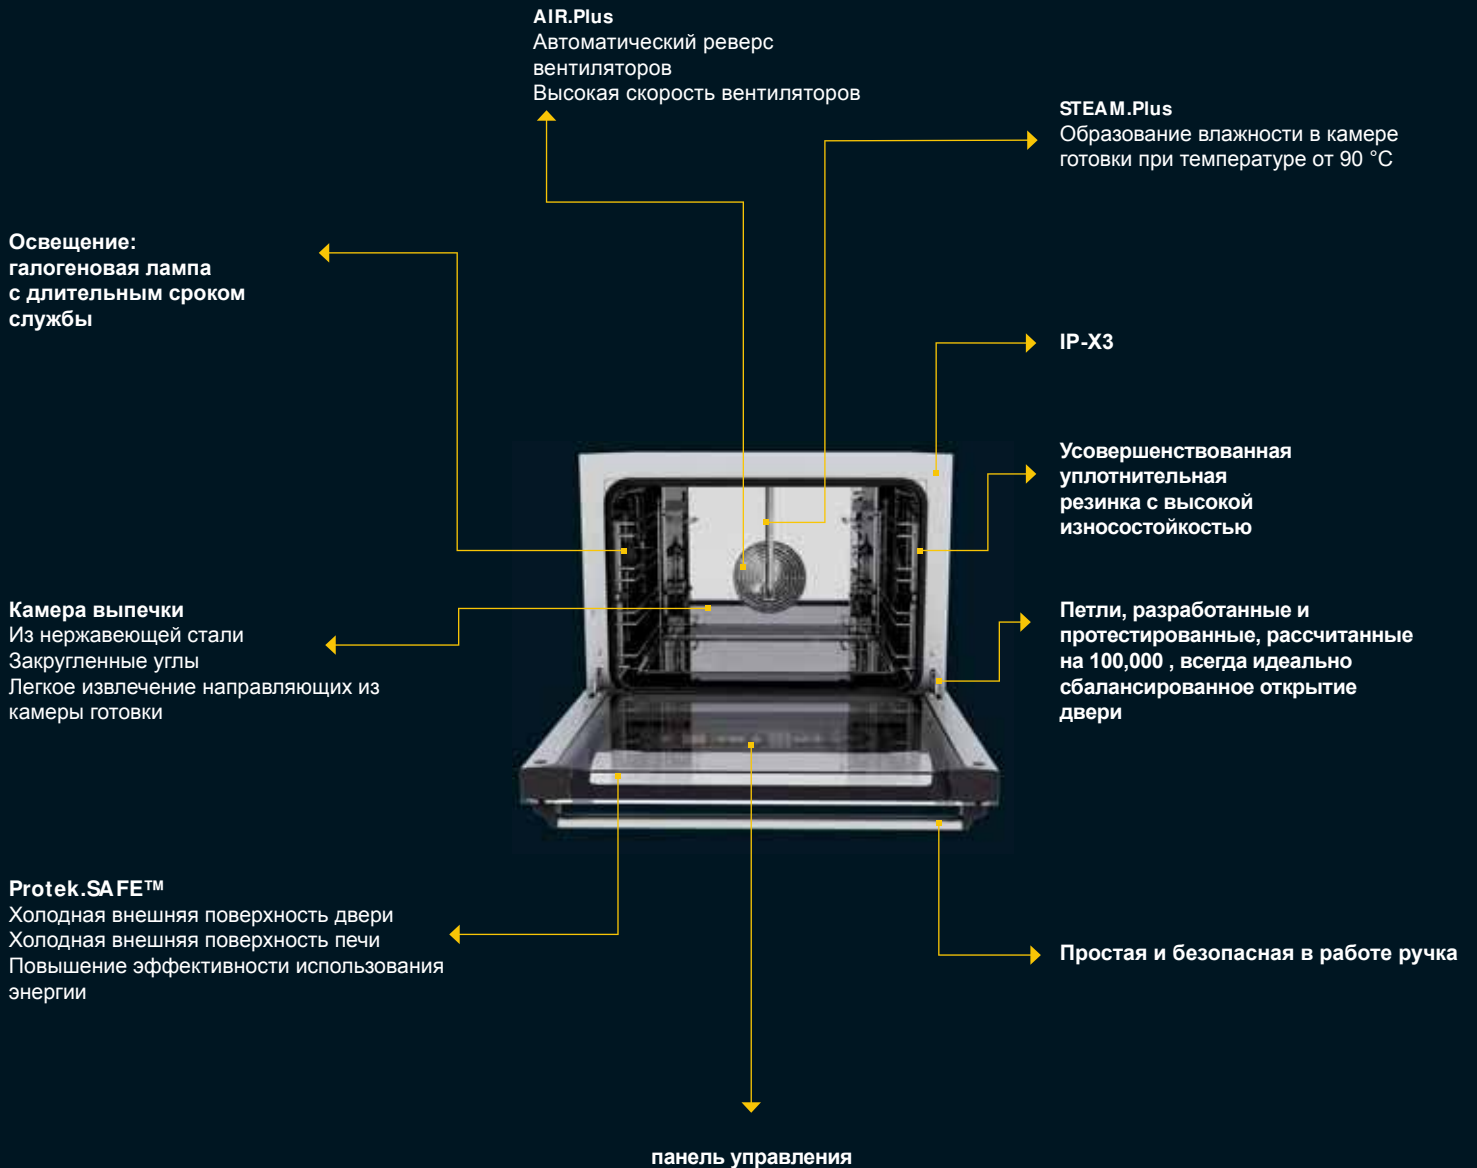 AIR.Plus
Автоматический реверс
вентиляторов
Высокая скорость вентиляторов
STEAM.Plus
Образование влажности в камере
готовки при температуре от 90 °C
Освещение:
галогеновая лампа
с длительным сроком
службы
IP-X3
Усовершенствованная
уплотнительная
резинка с высокой
износостойкостью
Камера выпечки
Из нержавеющей стали
Закругленные углы
Легкое извлечение направляющих из
камеры готовки
Петли, разработанные и
протестированные, рассчитанные
на 100,000 , всегда идеально
сбалансированное открытие
двери
Protek.SAFE™
Холодная внешняя поверхность двери
Холодная внешняя поверхность печи
Повышение эффективности использования
энергии
Простая и безопасная в работе ручка
панель управления